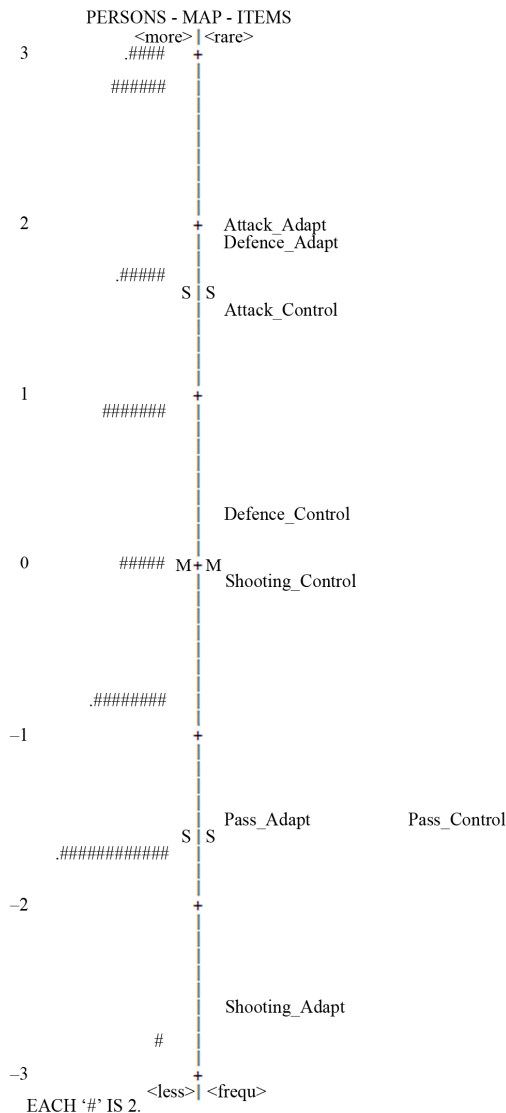 PERSONS - MAP - ITEMS
<more>|<rare>
3 .#### +
######
2 + Attack_Adapt
Defence_Adapt
.#####
S|S
Attack_Control
1 +
#######
Defence_Control
0 ##### M+M
Shooting_Control
.########
–1 +
Pass_Adapt Pass_Control
S|S
.############
–2 +
Shooting_Adapt
#
–3 +
<less>|<frequ>
EACH ‘#’ IS 2.